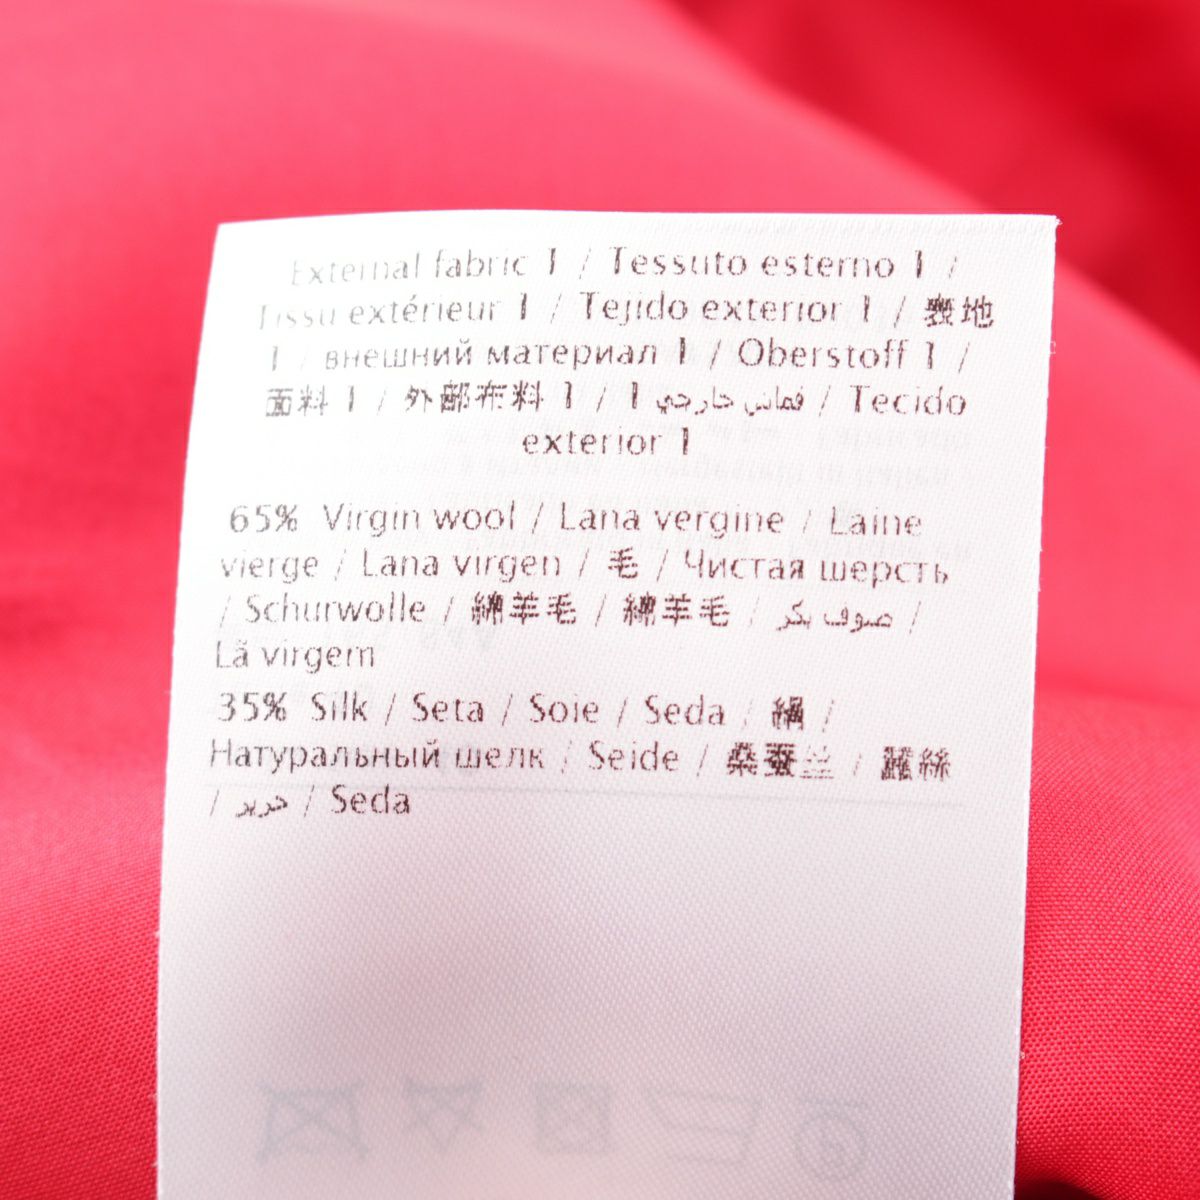 External fabric 1 / Tessuto esterno 1 /
Tissu extérieur 1 / Tejido exterior 1 / 表地
1 / внешний материал 1 / Oberstoff 1 /
面料 1 / 外部布料 1 / قماش خارجي 1 / Tecido
exterior 1
65% Virgin wool / Lana vergine / Laine
vierge / Lana virgen / 毛 / Чистая шерсть
/ Schurwolle / 綿羊毛 / 綿羊毛 / صوف بكر /
Lã virgem
35% Silk / Seta / Soie / Seda / 絹 /
Натуральный шелк / Seide / 桑蚕丝 / 蠶絲
/ حرير / Seda